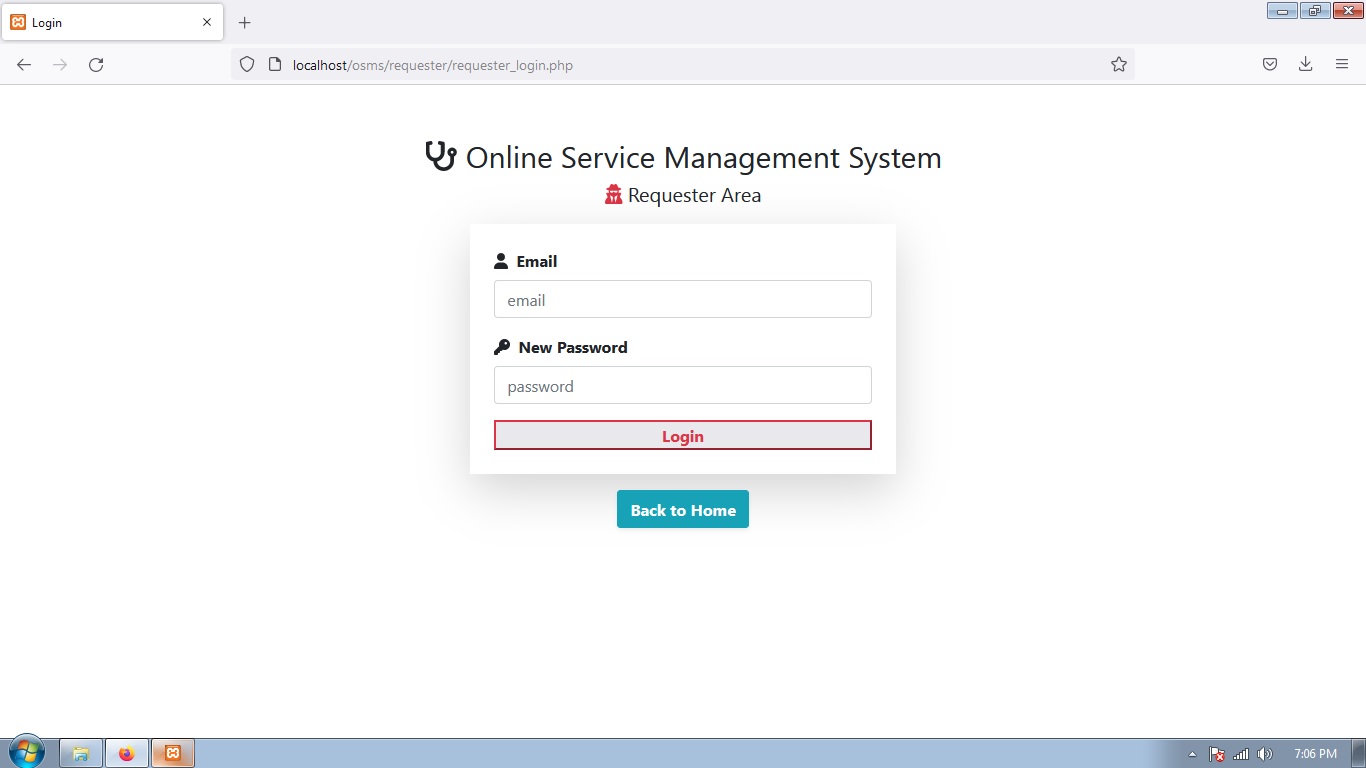 Login
localhost/osms/requester/requester_login.php
Online Service Management System
Requester Area
Email
email
New Password
password
Login
Back to Home
7:06 PM